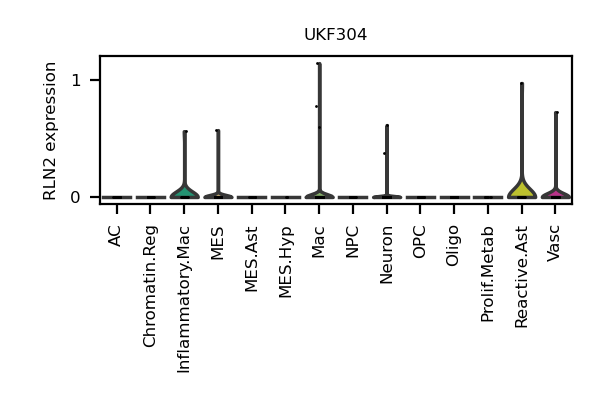 UKF304
RLN2 expression
1
0
AC
Chromatin.Reg
Inflammatory.Mac
MES
MES.Ast
MES.Hyp
Mac
NPC
Neuron
OPC
Oligo
Prolif.Metab
Reactive.Ast
Vasc